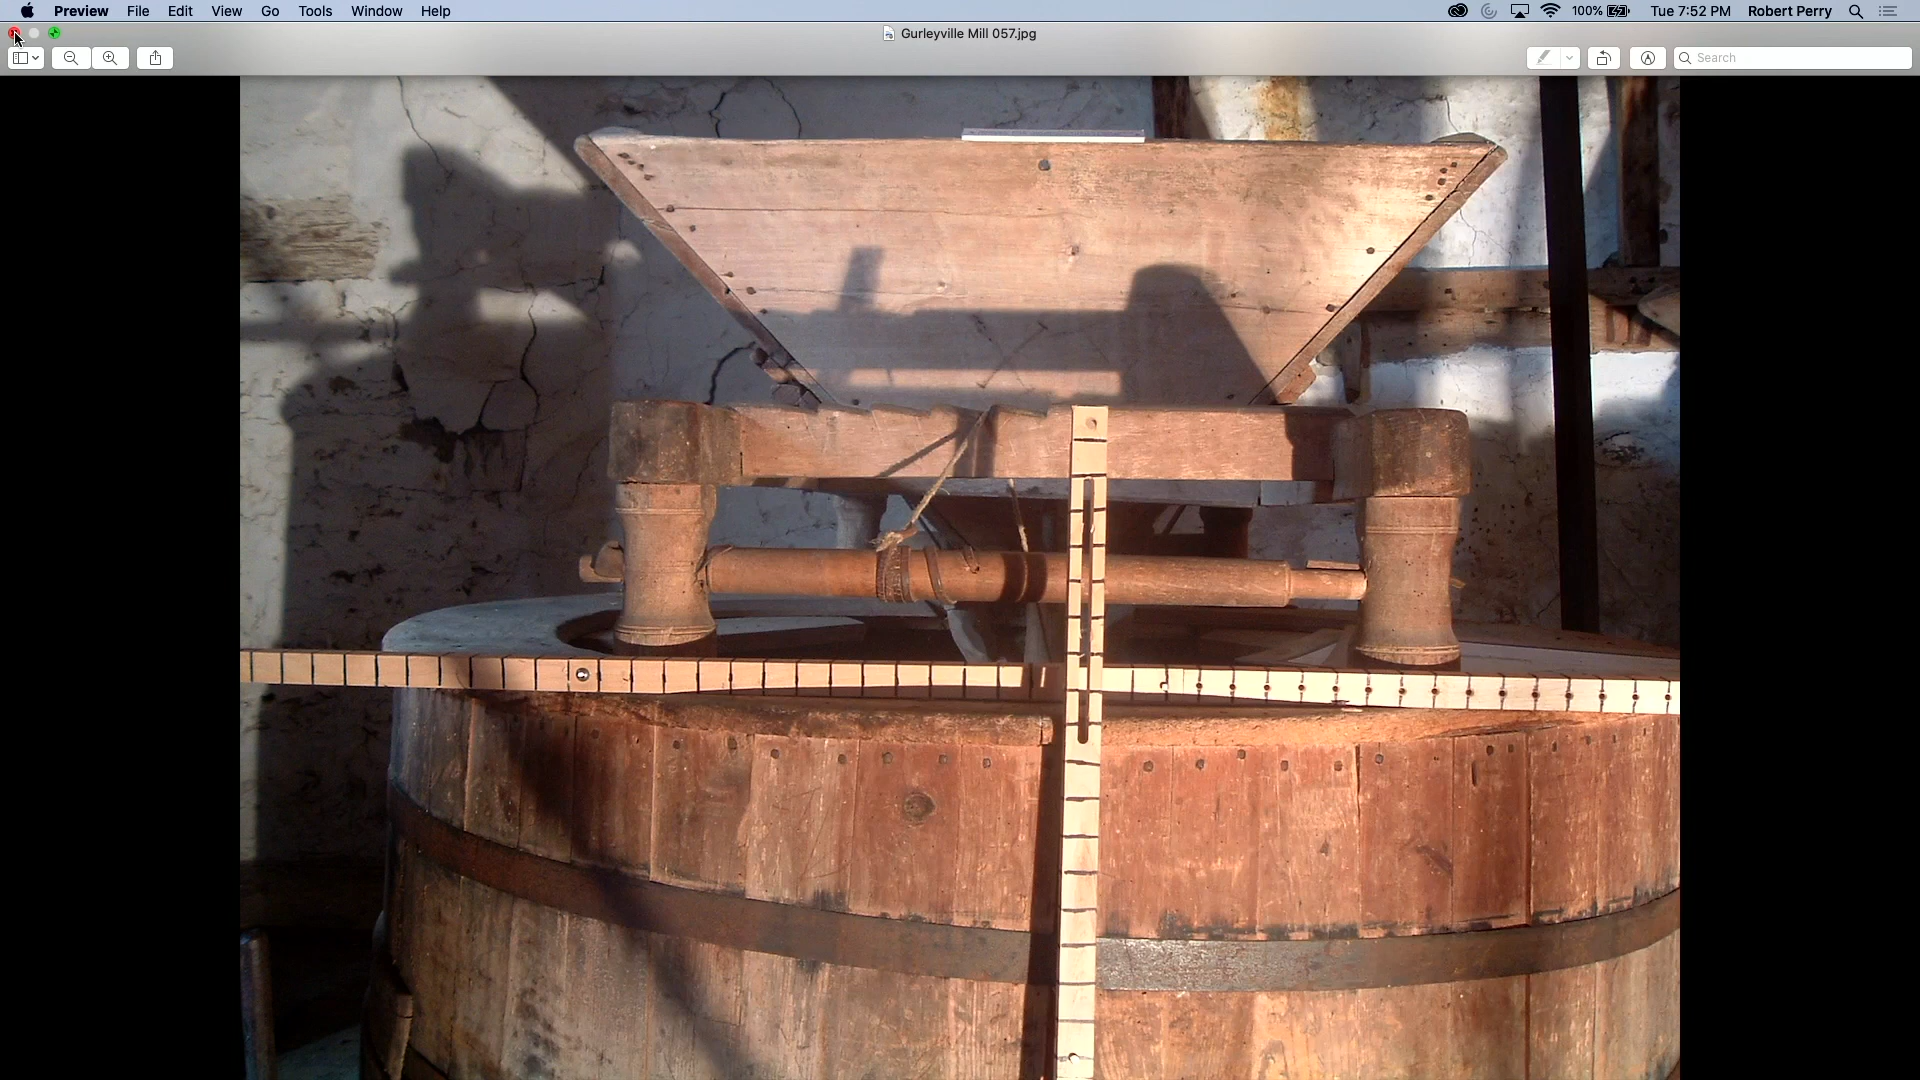 Preview File Edit View Go Tools Window Help
100% Tue 7:52 PM Robert Perry
Gurleyville Mill 057.jpg
Search